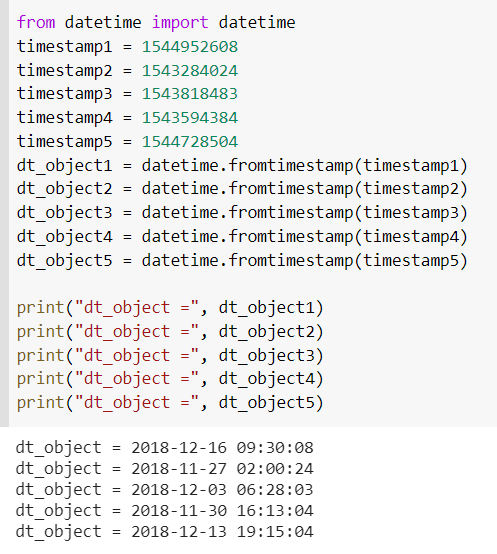 from datetime import datetime
timestamp1 = 1544952608
timestamp2 = 1543284024
timestamp3 = 1543818483
timestamp4 = 1543594384
timestamp5 = 1544728504
dt_object1 = datetime.fromtimestamp(timestamp1)
dt_object2 = datetime.fromtimestamp(timestamp2)
dt_object3 = datetime.fromtimestamp(timestamp3)
dt_object4 = datetime.fromtimestamp(timestamp4)
dt_object5 = datetime.fromtimestamp(timestamp5)
print("dt_object =", dt_object1)
print("dt_object =", dt_object2)
print("dt_object =", dt_object3)
print("dt_object =", dt_object4)
print("dt_object =", dt_object5)
dt_object = 2018-12-16 09:30:08
dt_object = 2018-11-27 02:00:24
dt_object = 2018-12-03 06:28:03
dt_object = 2018-11-30 16:13:04
dt_object = 2018-12-13 19:15:04